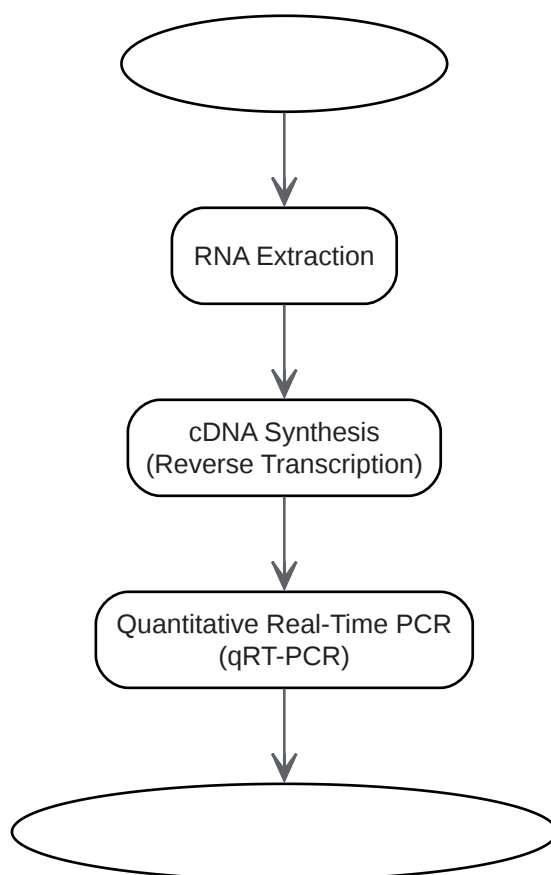 RNA Extraction
cDNA Synthesis
(Reverse Transcription)
Quantitative Real-Time PCR
(qRT-PCR)